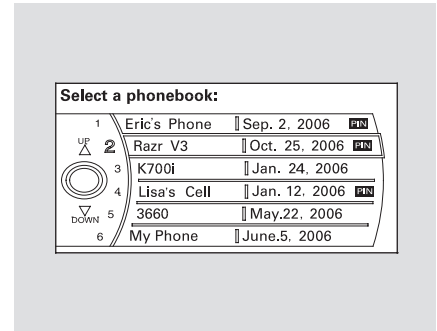 Select a phonebook:
1 Eric's Phone Sep. 2, 2006 PIN
UP 2 Razr V3 Oct. 25, 2006 PIN
3 K700i Jan. 24, 2006
4 Lisa's Cell Jan. 12, 2006 PIN
DOWN 5 3660 May.22, 2006
6 My Phone June.5, 2006